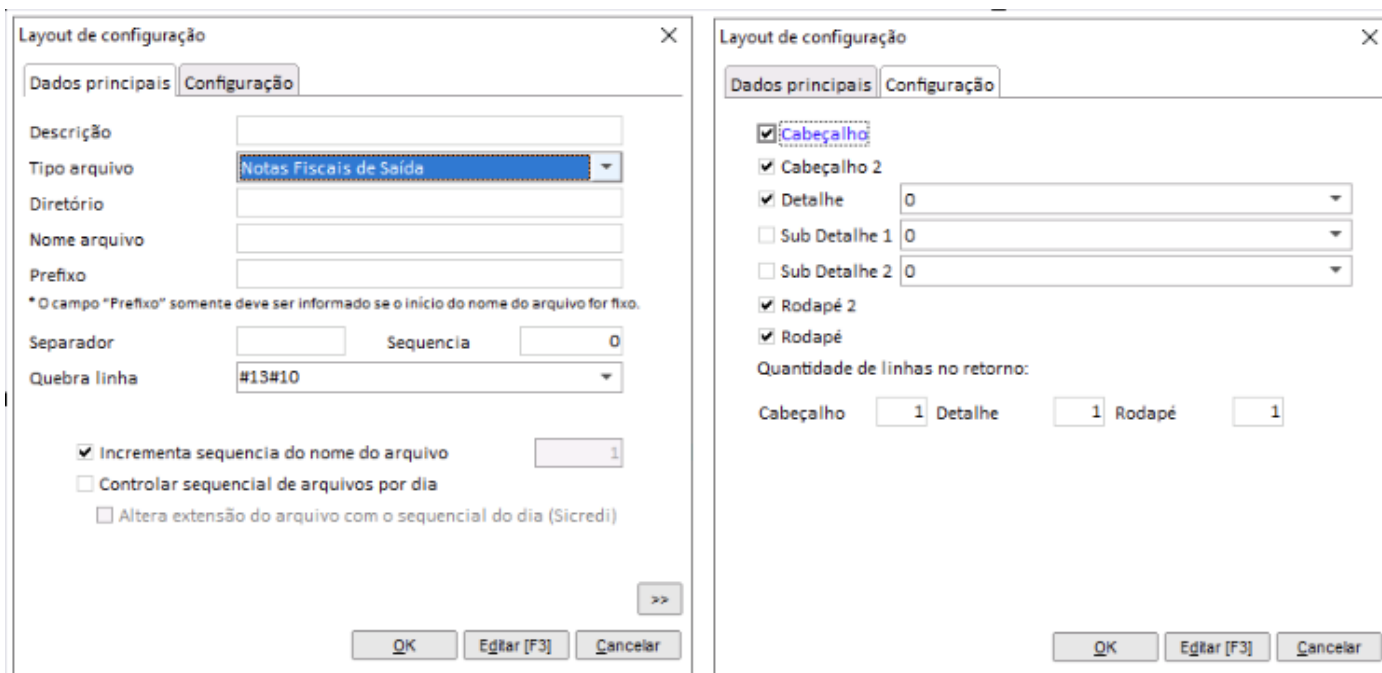 Layout de configuração
Dados principais Configuração
Descrição
Tipo arquivo Notas Fiscais de Saída
Diretório
Nome arquivo
Prefixo
* O campo "Prefixo" somente deve ser informado se o início do nome do arquivo for fixo.
Separador Sequencia 0
Quebra linha #13#10
Incrementa sequencia do nome do arquivo 1
Controlar sequencial de arquivos por dia
Altera extensão do arquivo com o sequencial do dia (Sicredi)
>>
OK Editar [F3] Cancelar
Layout de configuração
Dados principais Configuração
Cabeçalho
Cabeçalho 2
Detalhe 0
Sub Detalhe 1 0
Sub Detalhe 2 0
Rodapé 2
Rodapé
Quantidade de linhas no retorno:
Cabeçalho 1 Detalhe 1 Rodapé 1
OK Editar [F3] Cancelar